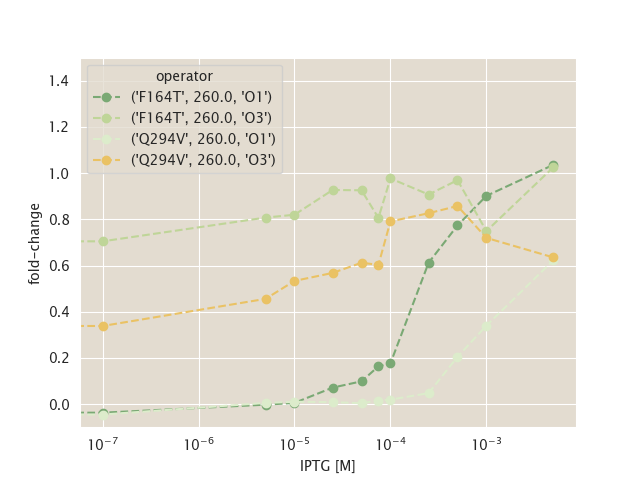 operator
('F164T', 260.0, 'O1')
('F164T', 260.0, 'O3')
('Q294V', 260.0, 'O1')
('Q294V', 260.0, 'O3')
1.4
1.2
1.0
0.8
0.6
0.4
0.2
0.0
fold−change
10⁻⁷ 10⁻⁶ 10⁻⁵ 10⁻⁴ 10⁻³
IPTG [M]